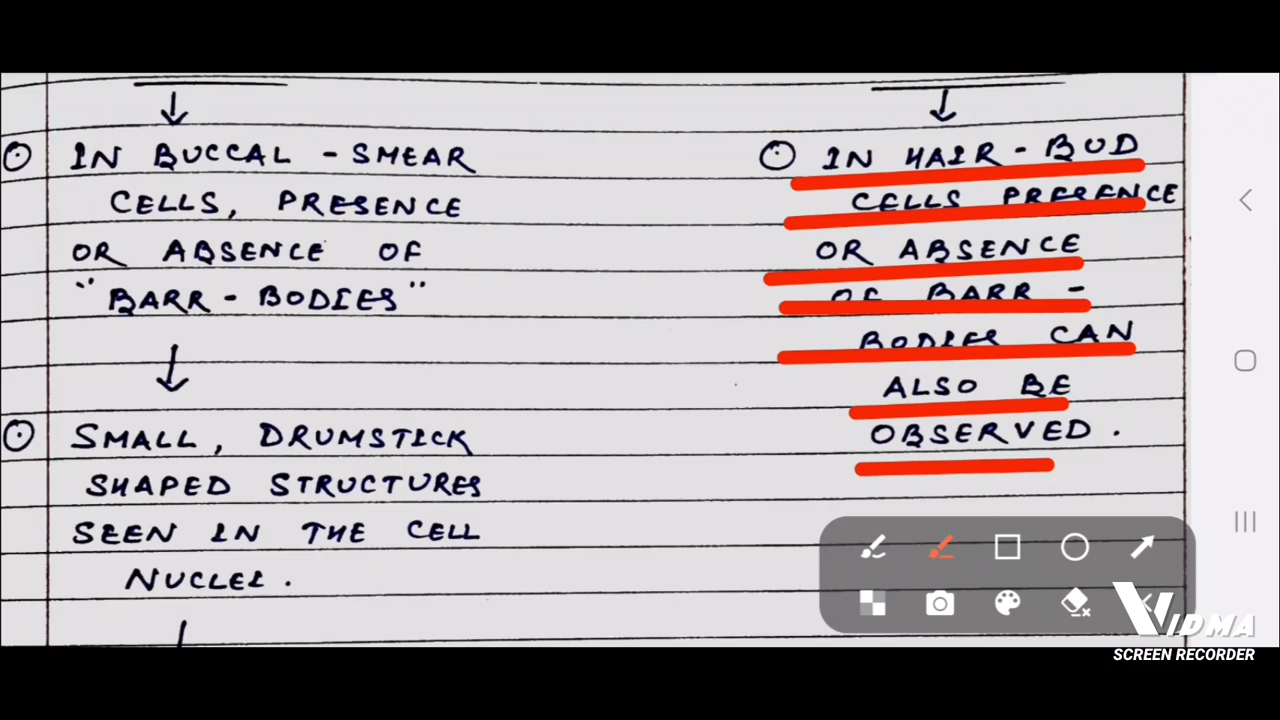 IN BUCCAL - SMEAR
CELLS, PRESENCE
OR ABSENCE OF
"BARR - BODIES"
SMALL, DRUMSTICK
SHAPED STRUCTURES
SEEN IN THE CELL
NUCLEI.
IN HAIR - BUD
CELLS PRESENCE
OR ABSENCE
OF BARR -
BODIES CAN
ALSO BE
OBSERVED.
VIDMA
SCREEN RECORDER